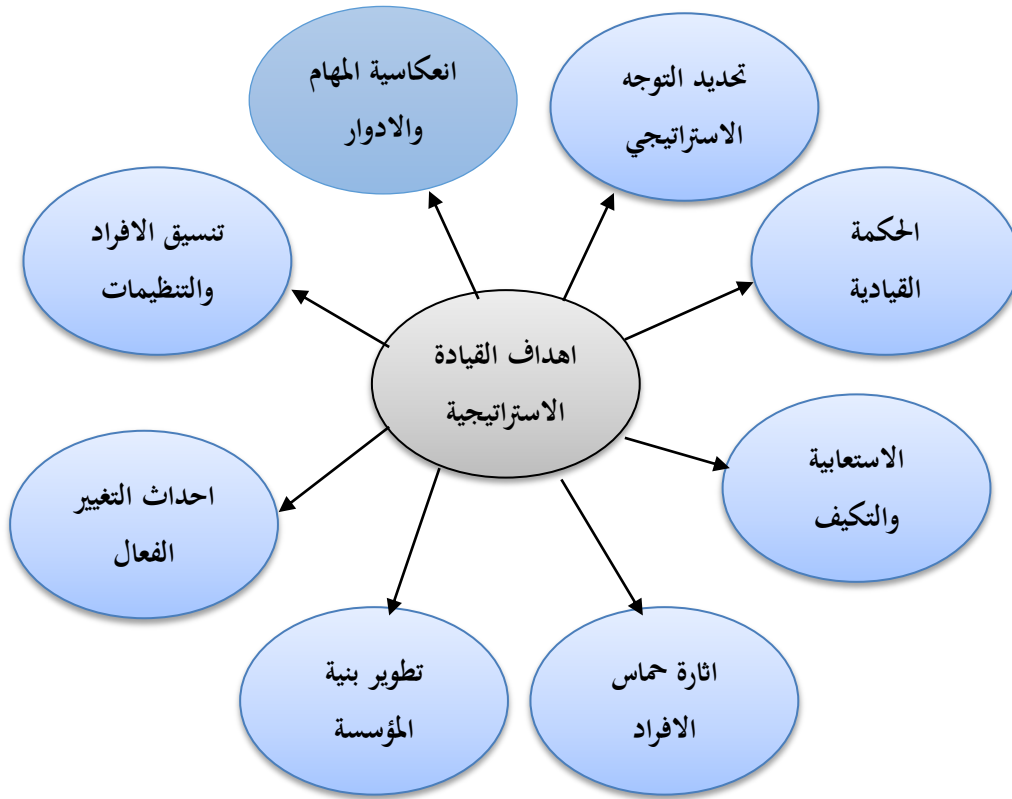 انعكاسية المهام
والادوار
تحديد التوجه
الاستراتيجي
تنسيق الافراد
والتنظيمات
الحكمة
القيادية
اهداف القيادة
الاستراتيجية
الاستعابية
والتكيف
احداث التغيير
الفعال
تطوير بنية
المؤسسة
اثارة حماس
الافراد